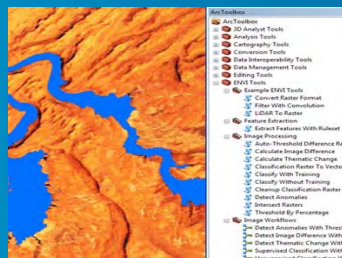 ArcToolbox
ArcToolbox
3D Analyst Tools
Analysis Tools
Cartography Tools
Conversion Tools
Data Interoperability Tools
Data Management Tools
Editing Tools
ENVI Tools
Example ENVI Tools
Convert Raster Format
Filter With Convolution
LiDAR To Raster
Feature Extraction
Extract Features With Ruleset
Image Processing
Auto-Threshold Difference Ra
Calculate Image Difference
Calculate Thematic Change
Classification Raster To Vecto
Classify With Training
Classify Without Training
Cleanup Classification Raster
Detect Anomalies
Intersect Rasters
Threshold By Percentage
Image Workflows
Detect Anomalies With Thresh
Detect Image Difference With
Detect Thematic Change With
Supervised Classification With